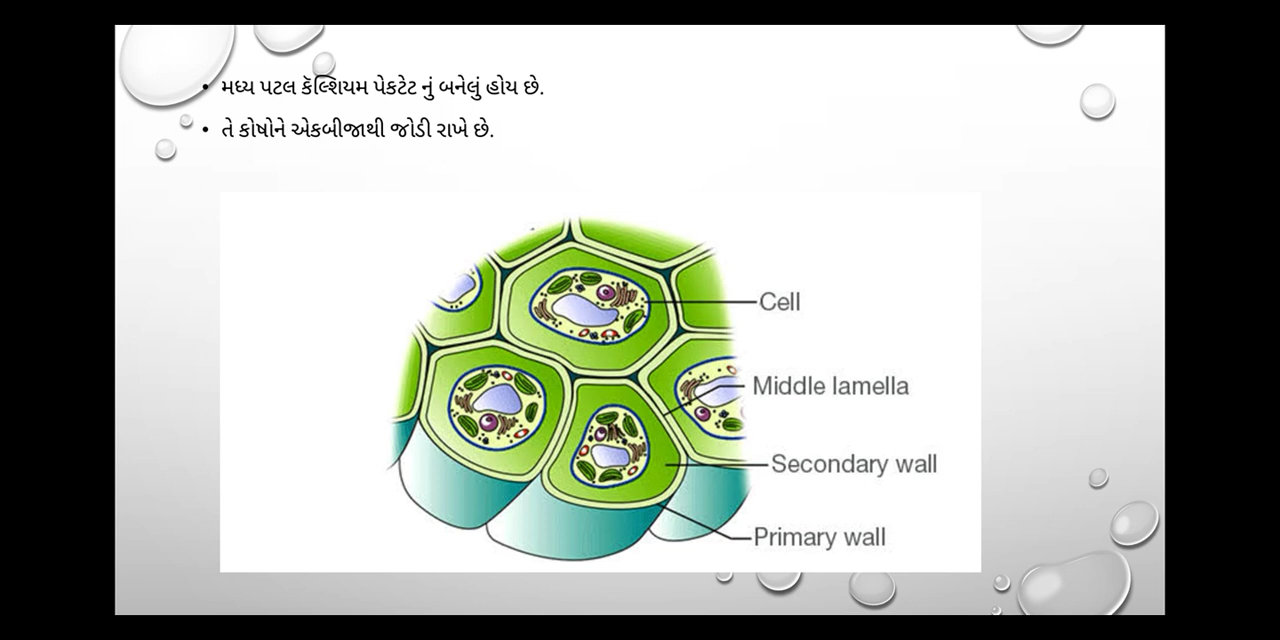 • મધ્ય પટલ કૅલ્શિયમ પેકટેટ નું બનેલું હોય છે.
• તે કોષોને એકબીજાથી જોડી રાખે છે.
Cell
Middle lamella
Secondary wall
Primary wall